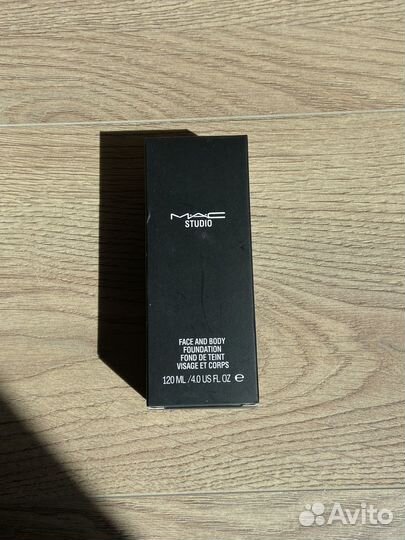 MAC
STUDIO
FACE AND BODY
FOUNDATION
FOND DE TEINT
VISAGE ET CORPS
120 ML /4.0 US FL OZ ℮
Avito